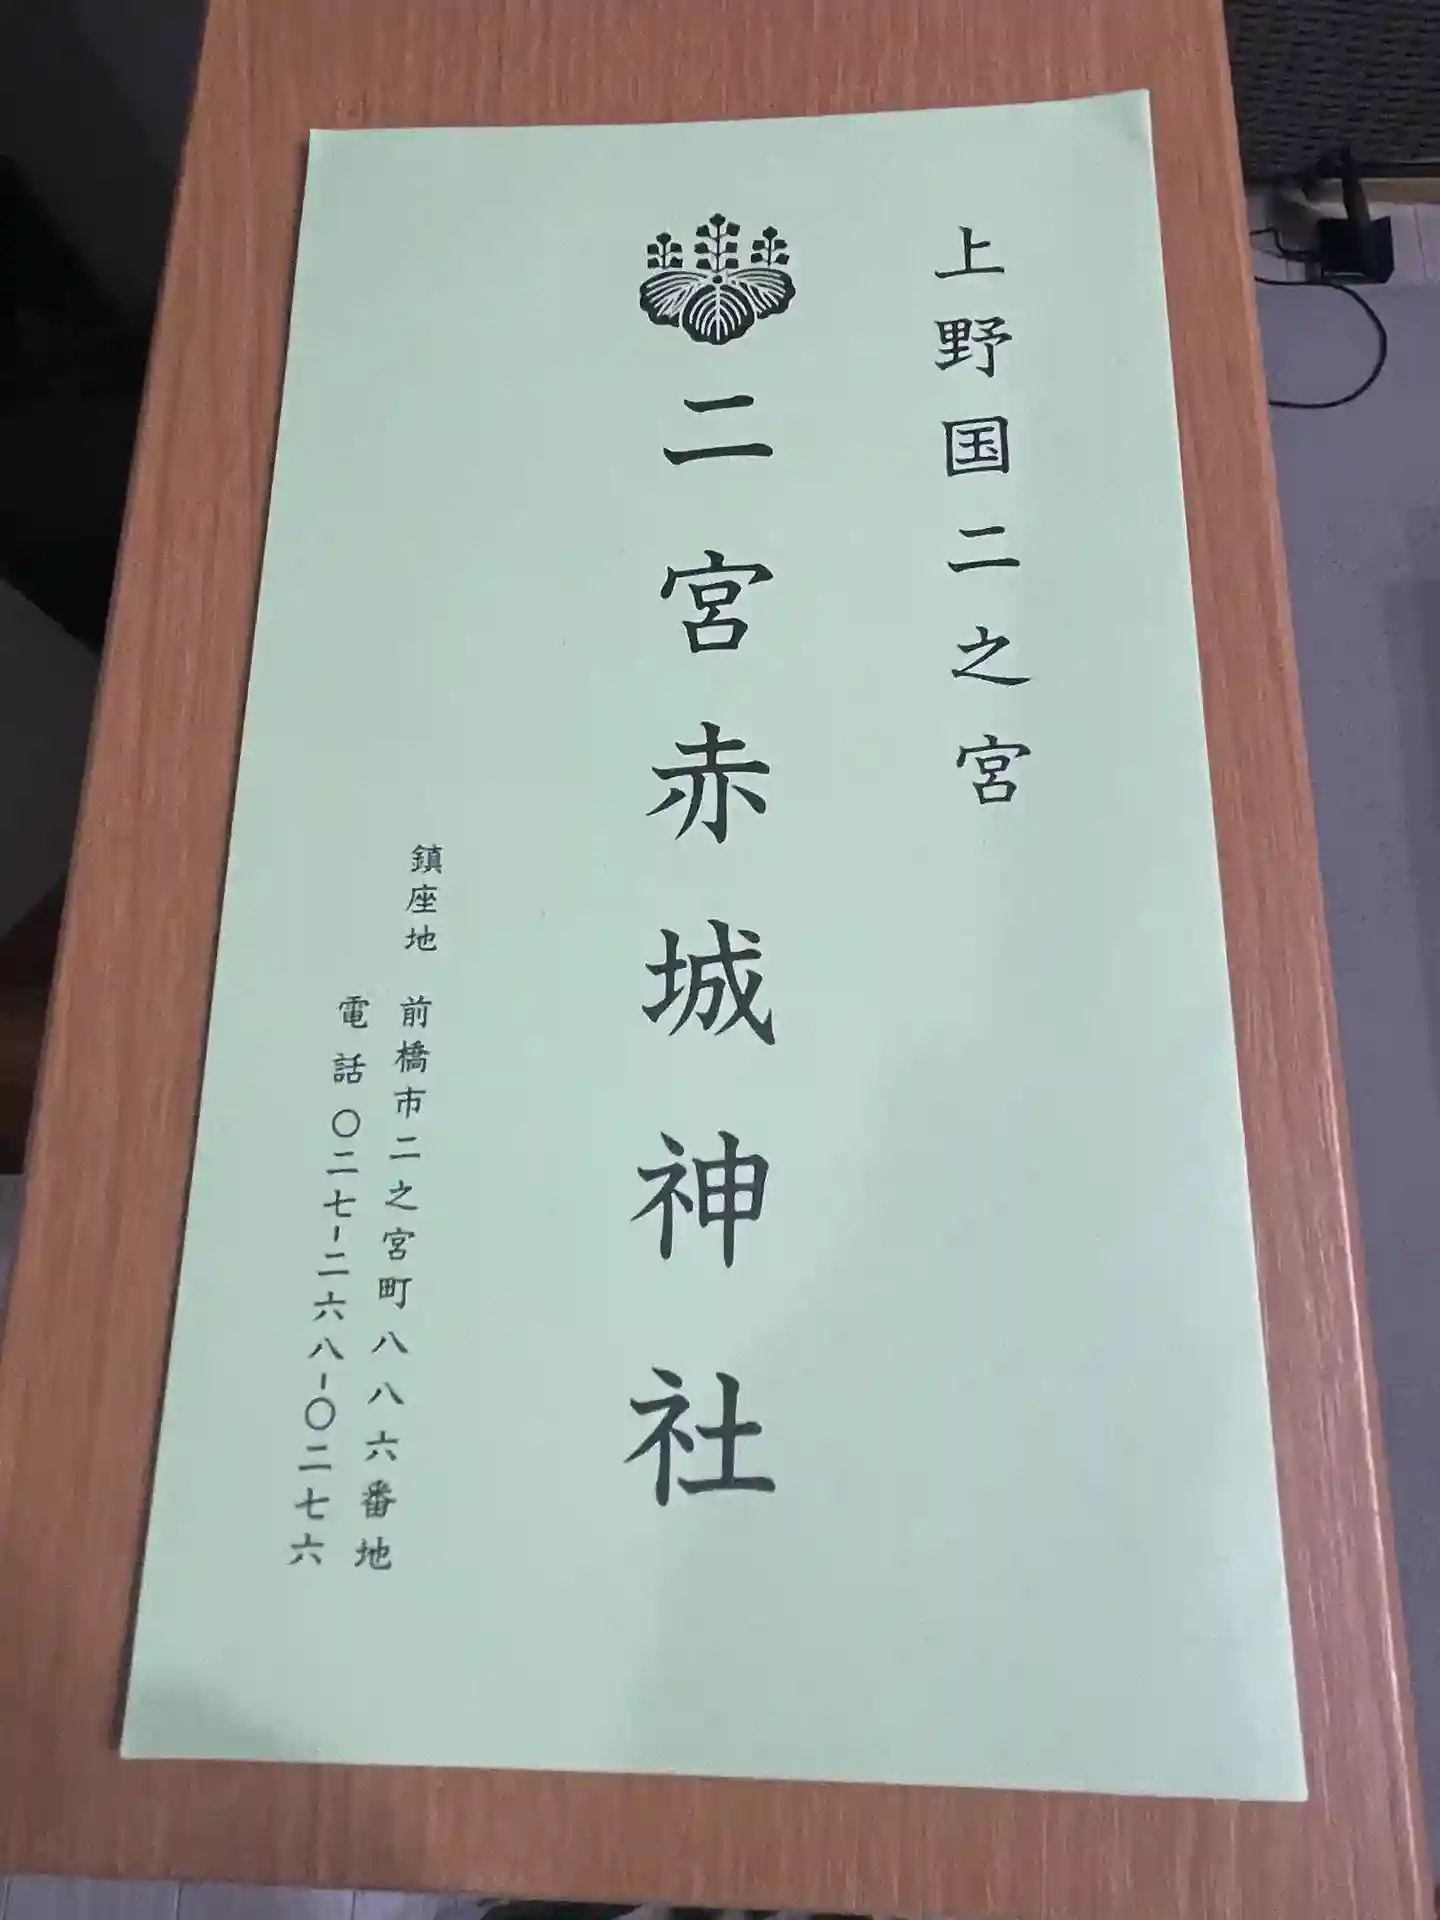 上野国二之宮
二宮赤城神社
鎮座地 前橋市二之宮町八八六番地
電話 〇二七-二六八-〇二七六